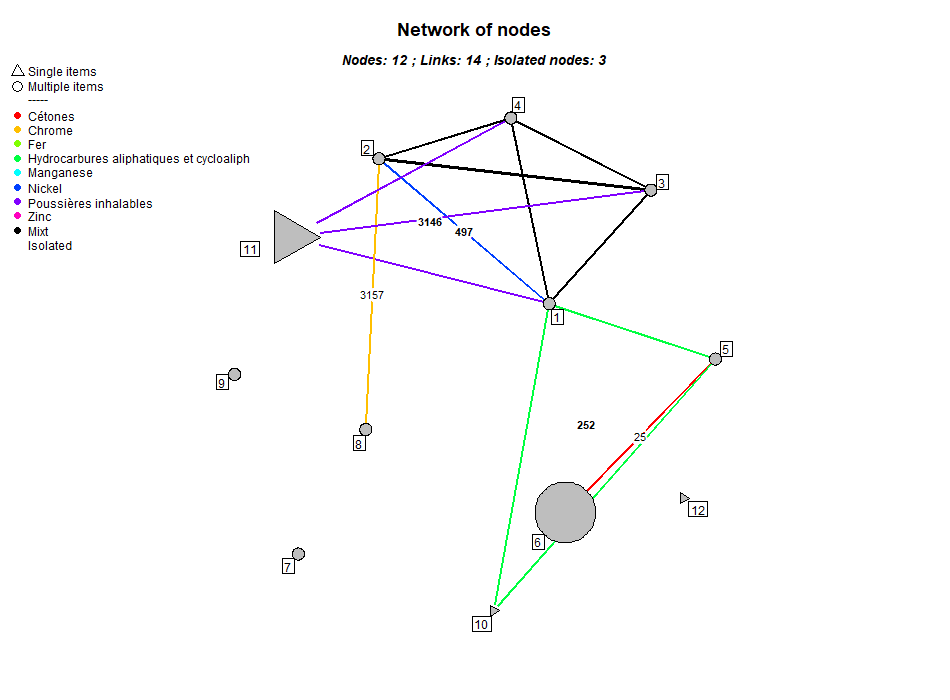 Network of nodes
Nodes: 12 ; Links: 14 ; Isolated nodes: 3
Single items
Multiple items
-----
Cétones
Chrome
Fer
Hydrocarbures aliphatiques et cycloaliph
Manganese
Nickel
Poussières inhalables
Zinc
Mixt
Isolated
4
2
3
3146
497
11
3157
1
5
9
252
25
8
12
6
7
10